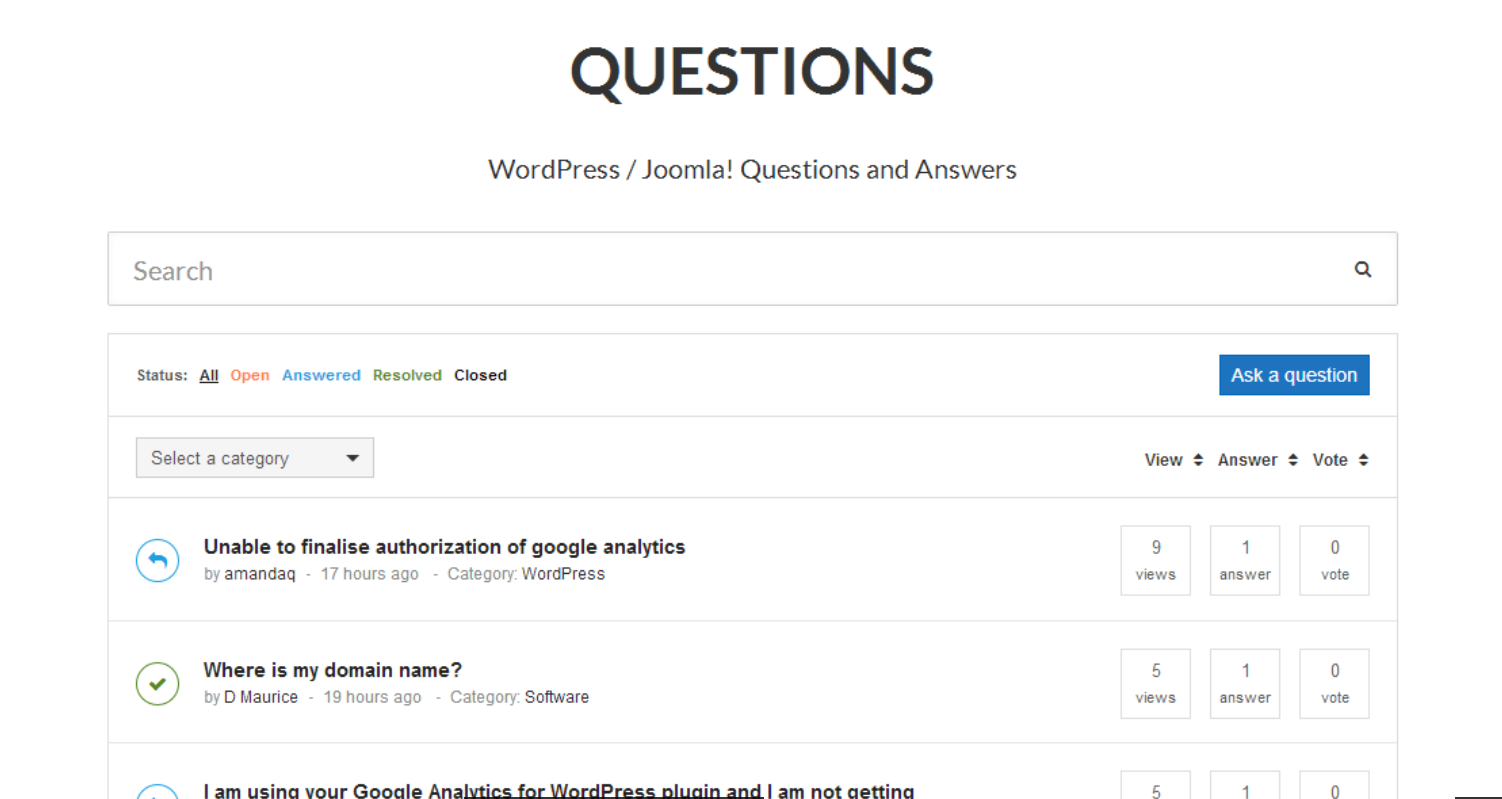 QUESTIONS
WordPress / Joomla! Questions and Answers
Search
Status: All Open Answered Resolved Closed
Ask a question
Select a category
View Answer Vote
Unable to finalise authorization of google analytics
by amandaq - 17 hours ago - Category: WordPress
9 views
1 answer
0 vote
Where is my domain name?
by D Maurice - 19 hours ago - Category: Software
5 views
1 answer
0 vote
I am using your Google Analytics for WordPress plugin and I am not getting
5
1
0